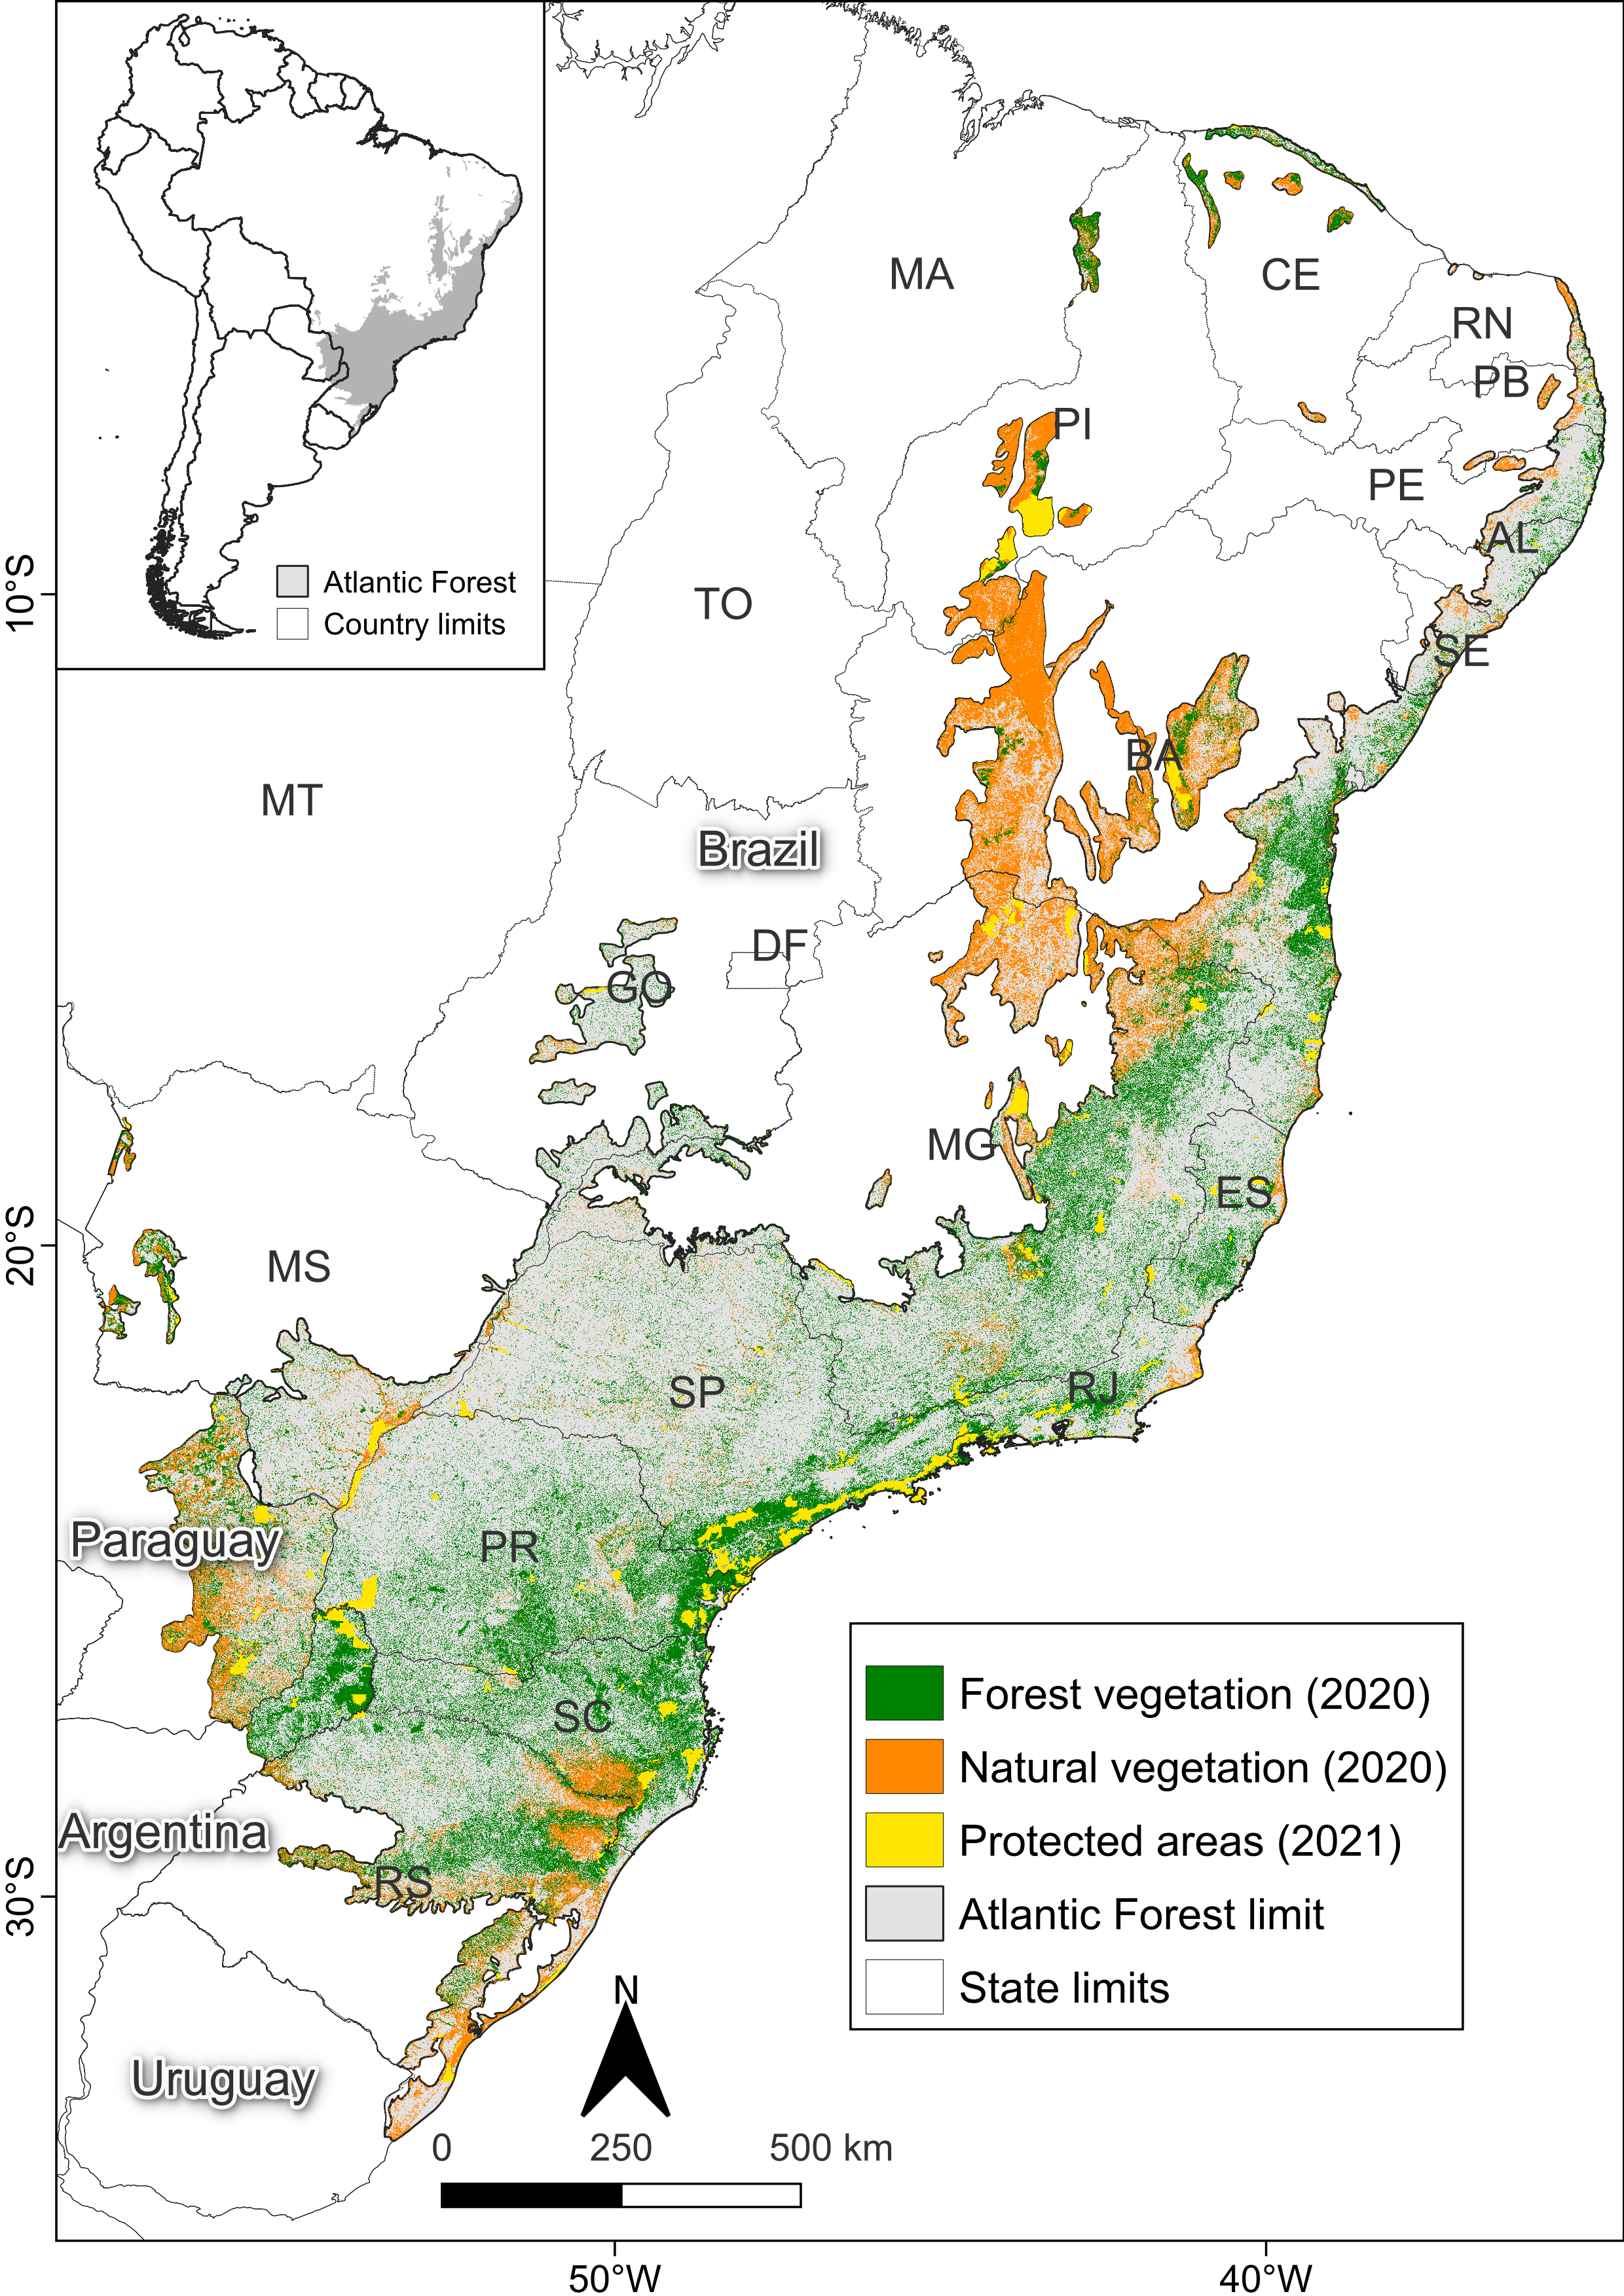 Atlantic Forest
Country limits
MA
CE
RN
PB
PI
PE
AL
10°S
TO
SE
BA
MT
Brazil
DF
GO
MG
ES
20°S
MS
SP
RJ
Paraguay
PR
SC
Argentina
RS
30°S
Uruguay
Forest vegetation (2020)
Natural vegetation (2020)
Protected areas (2021)
Atlantic Forest limit
State limits
N
0 250 500 km
50°W 40°W